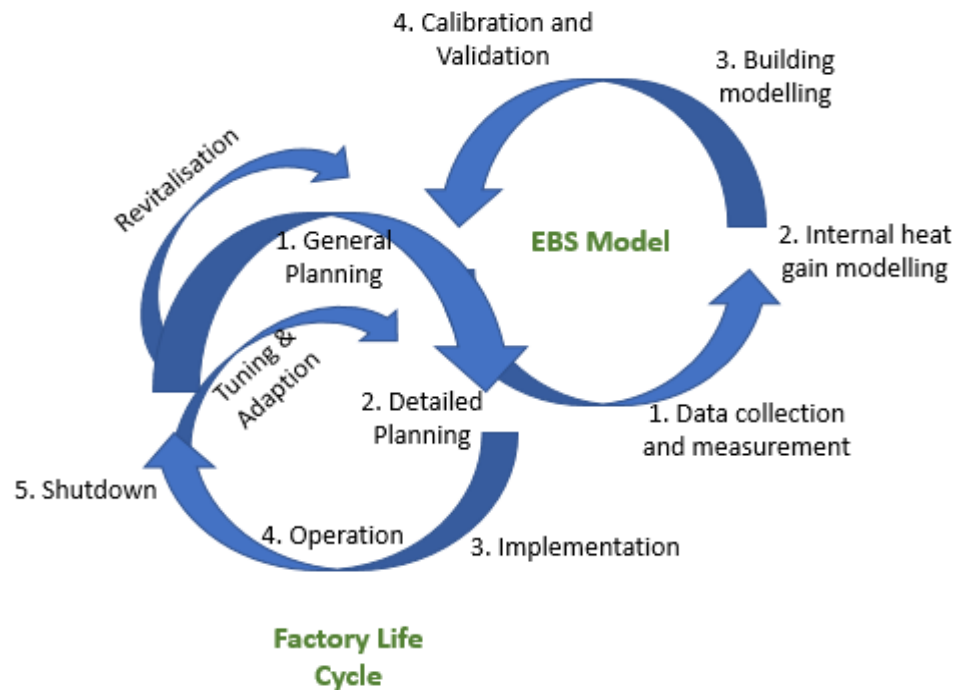 4. Calibration and
Validation
3. Building
modelling
Revitalisation
1. General
Planning
EBS Model
2. Internal heat
gain modelling
Tuning &
Adaption
2. Detailed
Planning
1. Data collection
and measurement
5. Shutdown
4. Operation
3. Implementation
Factory Life
Cycle